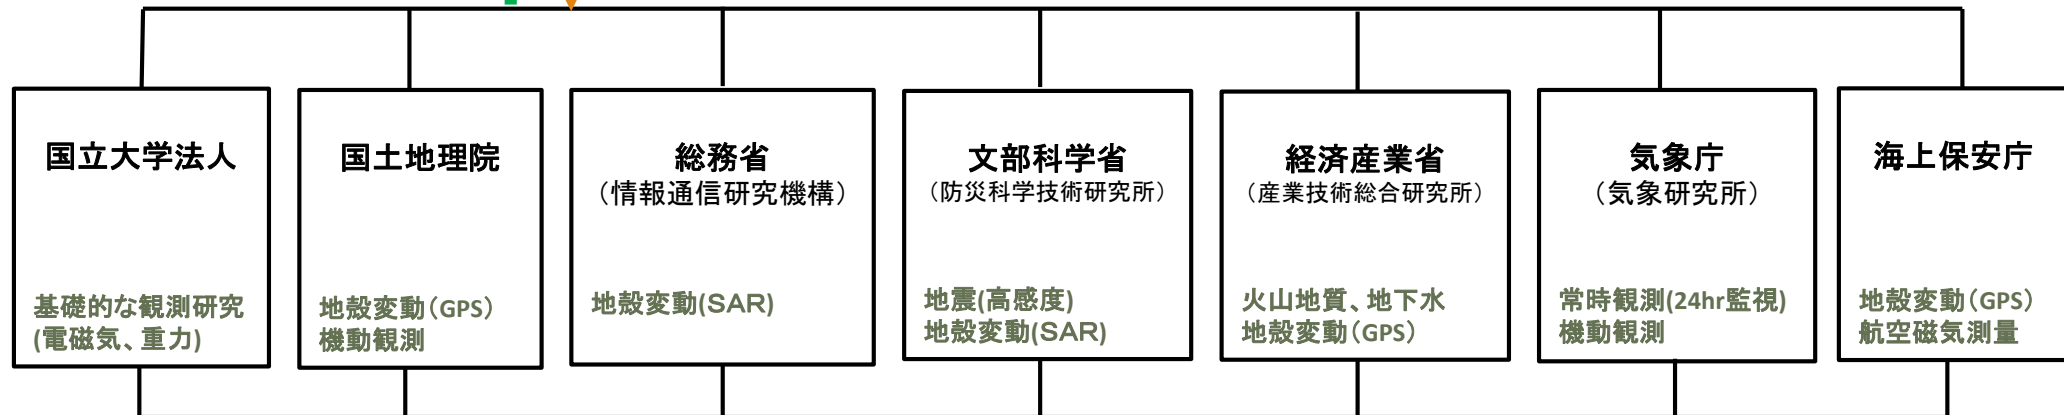 国立大学法人
基礎的な観測研究
(電磁気、重力)
国土地理院
地殻変動（GPS）
機動観測
総務省
（情報通信研究機構）
地殻変動(SAR)
文部科学省
（防災科学技術研究所）
地震(高感度)
地殻変動(SAR)
経済産業省
（産業技術総合研究所）
火山地質、地下水
地殻変動（GPS）
気象庁
（気象研究所）
常時観測(24hr監視)
機動観測
海上保安庁
地殻変動（GPS）
航空磁気測量